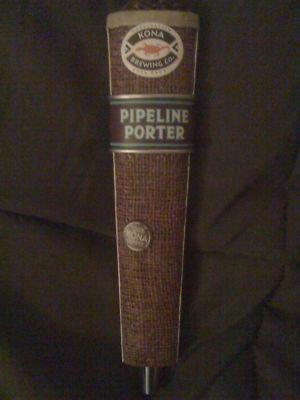 KONA
BREWING CO.
PIPELINE
PORTER
KONA